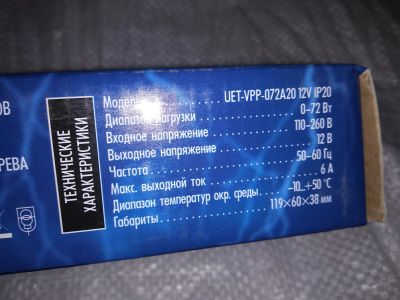 ОВ
РЕВА
ТЕХНИЧЕСКИЕ
ХАРАКТЕРИСТИКИ
Модель UET-VPP-072A20 12V IP20
Диапазон нагрузки 0–72 Вт
Входное напряжение 110–260 В
Выходное напряжение 12 В
Частота 50–60 Гц
Макс. выходной ток 6 А
Диапазон температур окр. среды –10...+50 °C
Габариты 119×60×38 мм